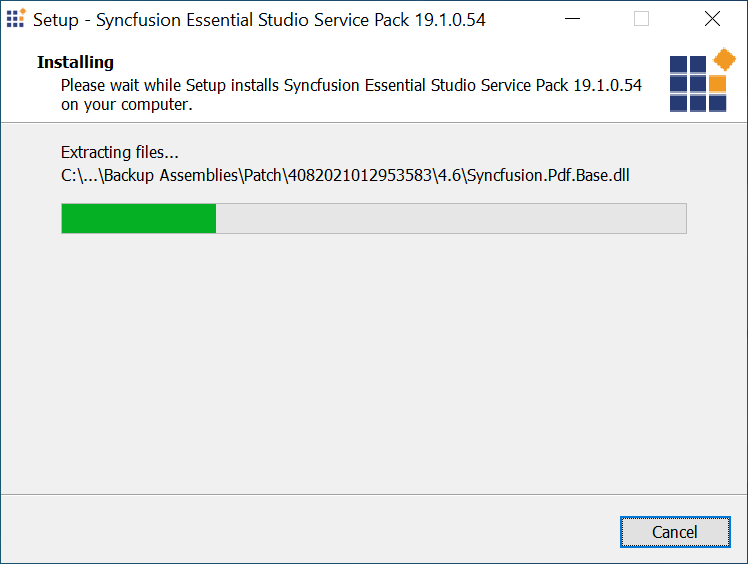 Setup - Syncfusion Essential Studio Service Pack 19.1.0.54
Installing
Please wait while Setup installs Syncfusion Essential Studio Service Pack 19.1.0.54
on your computer.
Extracting files...
C:\...\Backup Assemblies\Patch\4082021012953583\4.6\Syncfusion.Pdf.Base.dll
Cancel